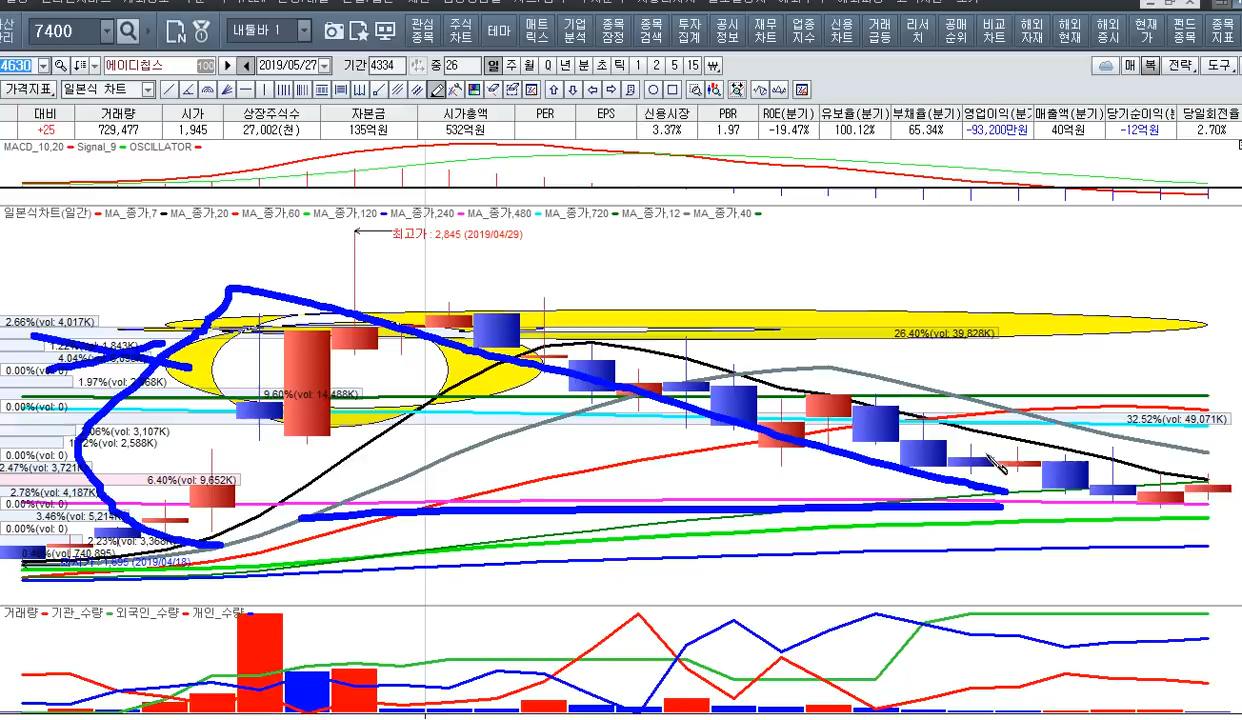 7400 내툴바 1 관심종목 주식차트 테마 매트릭스 기업분석 종목잠정 종목검색 투자집계 공시정보 재무차트 업종지수 신용차트 거래급등 리서치 공매순위 비교차트 해외자재 해외현재 해외증시 현재가 펀드종목 종목지표
4630 에이디칩스 100 2019/05/27 기간 4334 중 26 일 주 월 Q 년 분 초 틱 1 2 5 15 매 복 전략 도구
가격지표 일본식 차트
대비 거래량 시가 상장주식수 자본금 시가총액 PER EPS 신용시장 PBR ROE(분기) 유보율(분기) 부채율(분기) 영업이익(분 매출액(분기) 당기순이익( 당일회전율
+25 729,477 1,945 27,002(천) 135억원 532억원 3.37% 1.97 -19.47% 100.12% 65.34% -93,200만원 40억원 -12억원 2.70%
MACD_10,20 Signal_9 OSCILLATOR
일본식차트(일간) MA_종가,7 MA_종가,20 MA_종가,60 MA_종가,120 MA_종가,240 MA_종가,480 MA_종가,720 MA_종가,12 MA_종가,40
최고가 : 2,845 (2019/04/29)
2.66%(vol: 4,017K)
26.40%(vol: 39,828K)
1.22%(vol: 1,843K)
4.04%
0.00%
1.97%(vol:
9.60%(vol: 14,488K)
0.00%(vol: 0)
32.52%(vol: 49,071K)
3,107K)
2,588K)
0.00%(vol: 0)
2.47%(vol: 3,721K)
6.40%(vol: 9,652K)
2.78%(vol: 4,187K)
0.00%(vol: 0)
3.46%(vol: 5,214K)
0.00%(vol: 0)
2.23%(vol: 3,368K)
740,895)
1,695 (2019/04/18)
거래량 기관_수량 외국인_수량 개인_수량